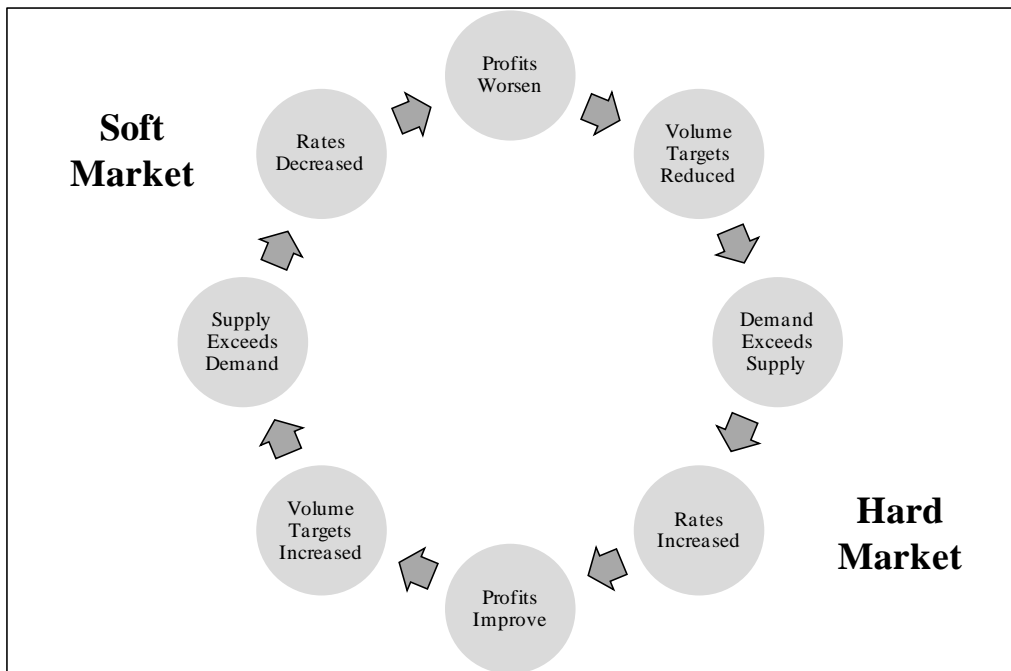 Profits
Worsen
Soft
Market
Rates
Decreased
Volume
Targets
Reduced
Supply
Exceeds
Demand
Demand
Exceeds
Supply
Volume
Targets
Increased
Rates
Increased
Hard
Market
Profits
Improve